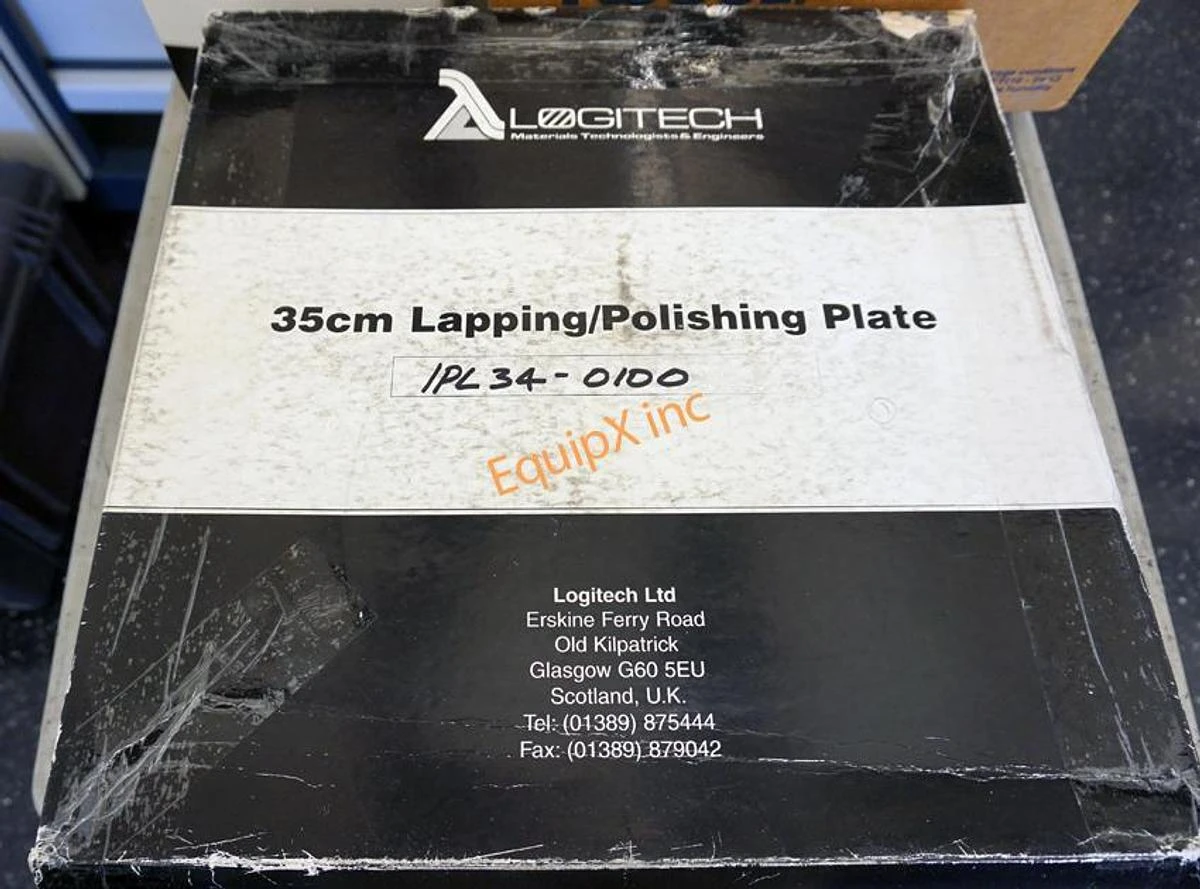 LOGITECH
Materials Technologists & Engineers
35cm Lapping/Polishing Plate
1PL34-0100
EquipX inc
Logitech Ltd
Erskine Ferry Road
Old Kilpatrick
Glasgow G60 5EU
Scotland, U.K.
Tel: (01389) 875444
Fax: (01389) 879042